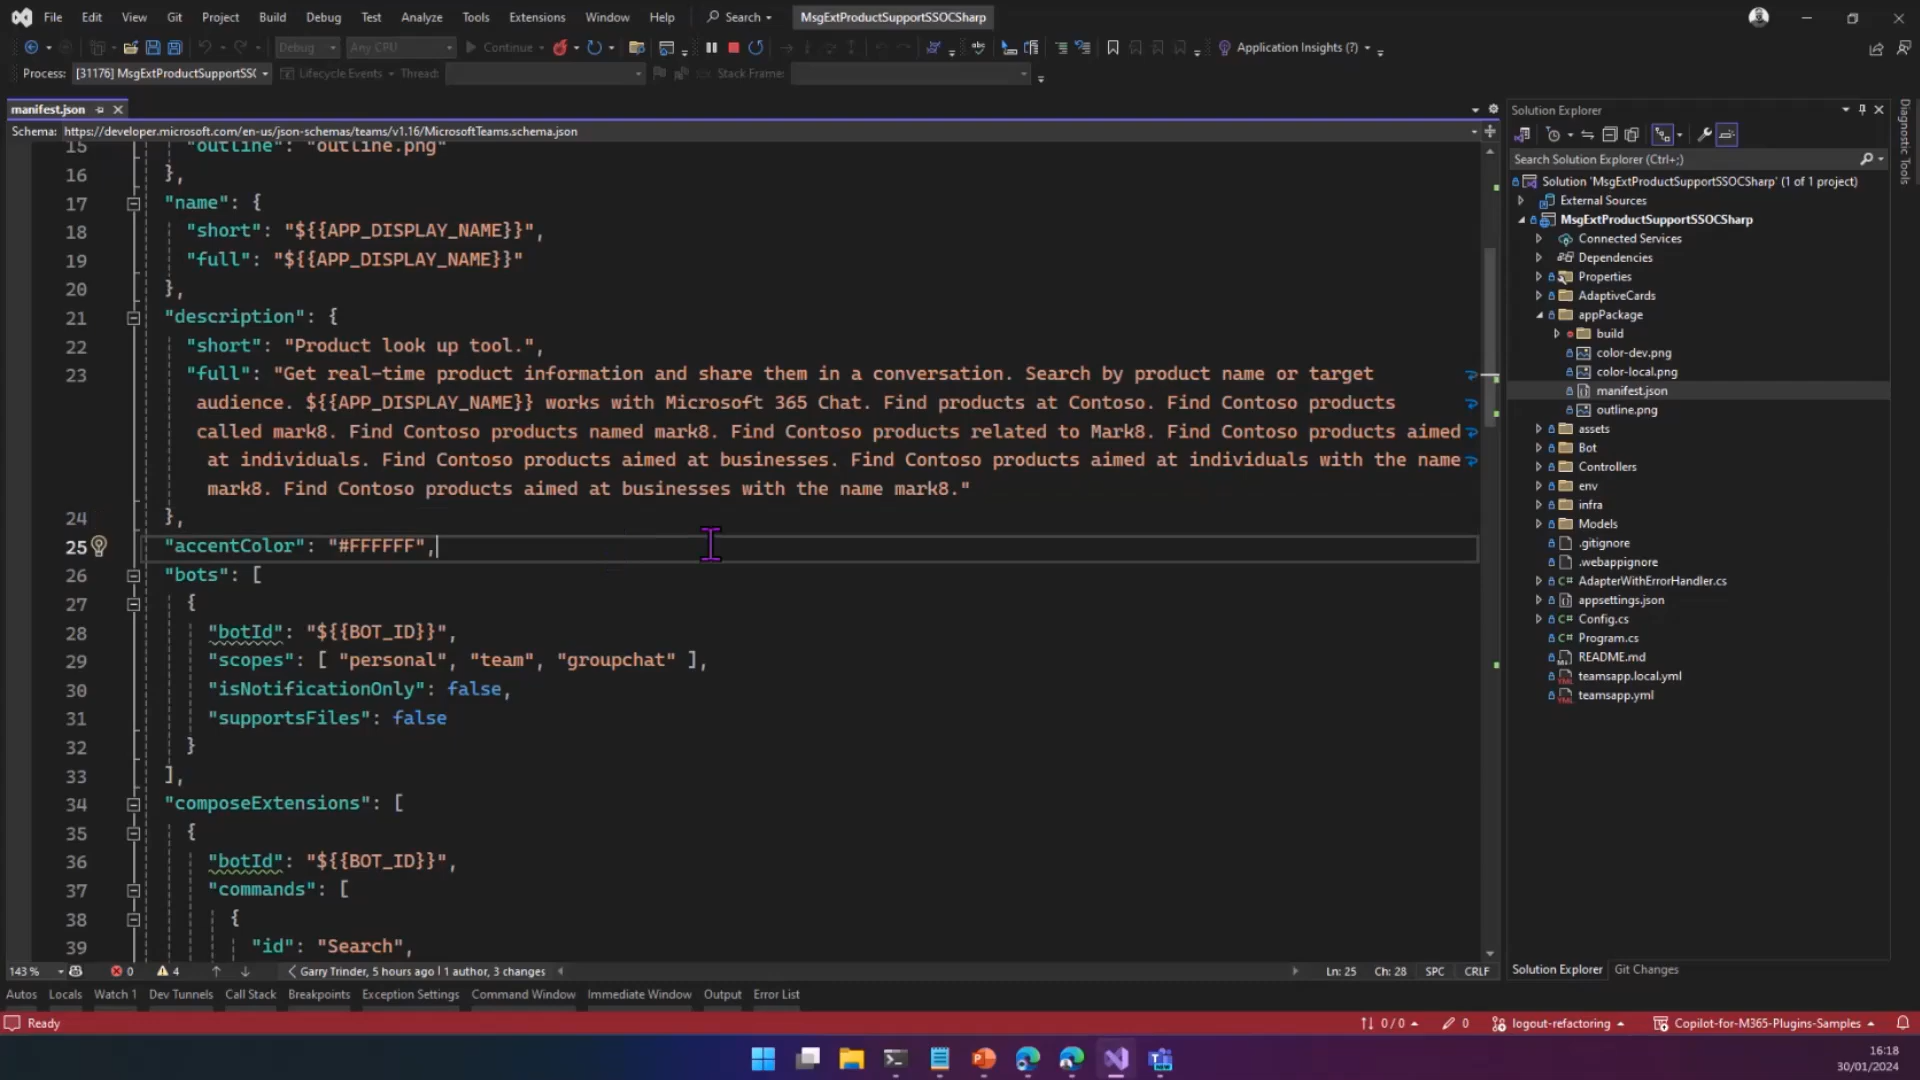 File Edit View Git Project Build Debug Test Analyze Tools Extensions Window Help Search MsgExtProductSupportSSOCSharp
Debug Any CPU Continue Application Insights (?)
Process: [31176] MsgExtProductSupportSSO Lifecycle Events Thread: Stack Frame:
manifest.json
Schema: https://developer.microsoft.com/en-us/json-schemas/teams/v1.16/MicrosoftTeams.schema.json
15 "outline": "outline.png"
16 },
17 "name": {
18 "short": "${{APP_DISPLAY_NAME}}",
19 "full": "${{APP_DISPLAY_NAME}}"
20 },
21 "description": {
22 "short": "Product look up tool.",
23 "full": "Get real-time product information and share them in a conversation. Search by product name or target
audience. ${{APP_DISPLAY_NAME}} works with Microsoft 365 Chat. Find products at Contoso. Find Contoso products
called mark8. Find Contoso products named mark8. Find Contoso products related to Mark8. Find Contoso products aimed
at individuals. Find Contoso products aimed at businesses. Find Contoso products aimed at individuals with the name
mark8. Find Contoso products aimed at businesses with the name mark8."
24 },
25 "accentColor": "#FFFFFF",
26 "bots": [
27 {
28 "botId": "${{BOT_ID}}",
29 "scopes": [ "personal", "team", "groupchat" ],
30 "isNotificationOnly": false,
31 "supportsFiles": false
32 }
33 ],
34 "composeExtensions": [
35 {
36 "botId": "${{BOT_ID}}",
37 "commands": [
38 {
39 "id": "Search",
143 % 0 4 Garry Trinder, 5 hours ago | 1 author, 3 changes Ln: 25 Ch: 28 SPC CRLF
Solution Explorer
Search Solution Explorer (Ctrl+;)
Solution 'MsgExtProductSupportSSOCSharp' (1 of 1 project)
External Sources
MsgExtProductSupportSSOCSharp
Connected Services
Dependencies
Properties
AdaptiveCards
appPackage
build
color-dev.png
color-local.png
manifest.json
outline.png
assets
Bot
Controllers
env
infra
Models
.gitignore
.webappignore
C# AdapterWithErrorHandler.cs
appsettings.json
C# Config.cs
C# Program.cs
README.md
teamsapp.local.yml
teamsapp.yml
Solution Explorer Git Changes
Diagnostic Tools
Autos Locals Watch 1 Dev Tunnels Call Stack Breakpoints Exception Settings Command Window Immediate Window Output Error List
Ready 0 / 0 0 logout-refactoring Copilot-for-M365-Plugins-Samples
16:18
30/01/2024